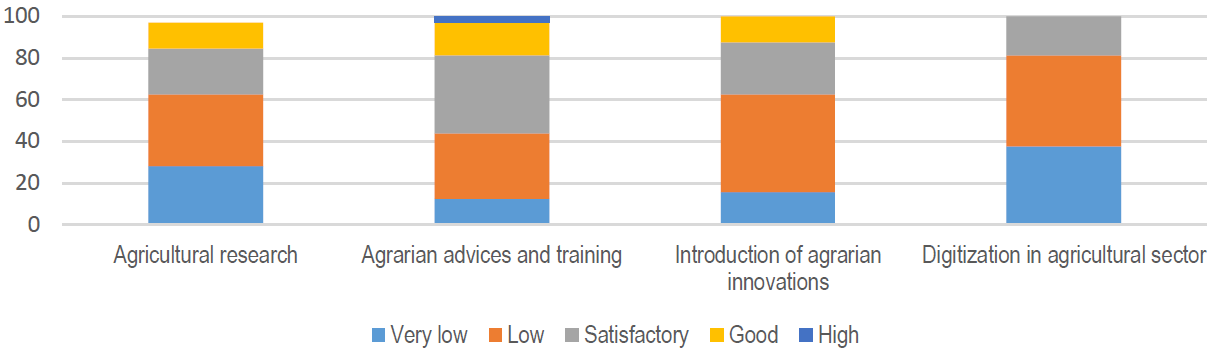 100
80
60
40
20
0
Agricultural research
Agrarian advices and training
Introduction of agrarian
innovations
Digitization in agricultural sector
Very low
Low
Satisfactory
Good
High